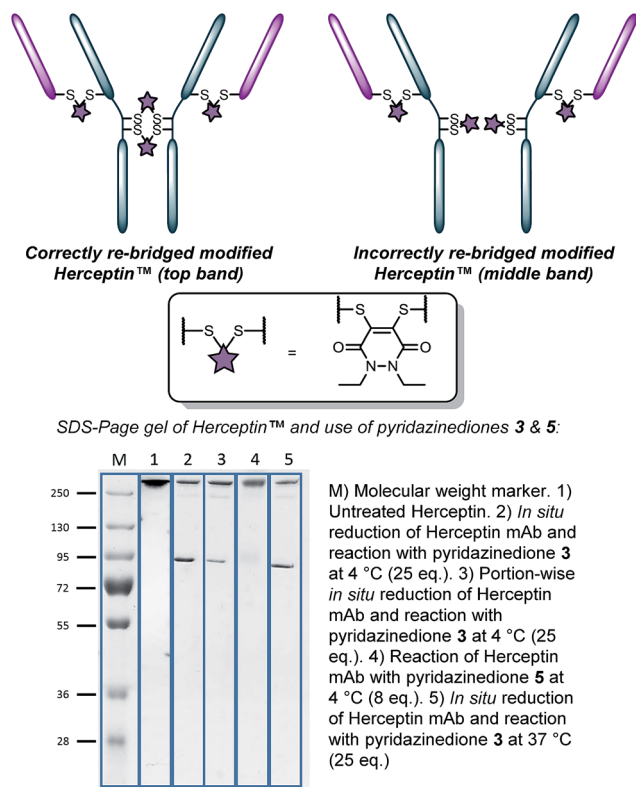 S S S S
S S S S
S S S S
Correctly re-bridged modified
Herceptin™ (top band)
Incorrectly re-bridged modified
Herceptin™ (middle band)
S S
=
S S
O O
N–N
SDS-Page gel of Herceptin™ and use of pyridazinediones 3 & 5:
M 1 2 3 4 5
250
130
95
72
55
36
28
M) Molecular weight marker. 1)
Untreated Herceptin. 2) In situ
reduction of Herceptin mAb and
reaction with pyridazinedione 3
at 4 °C (25 eq.). 3) Portion-wise
in situ reduction of Herceptin
mAb and reaction with
pyridazinedione 3 at 4 °C (25
eq.). 4) Reaction of Herceptin
mAb with pyridazinedione 5 at
4 °C (8 eq.). 5) In situ reduction
of Herceptin mAb and reaction
with pyridazinedione 3 at 37 °C
(25 eq.)